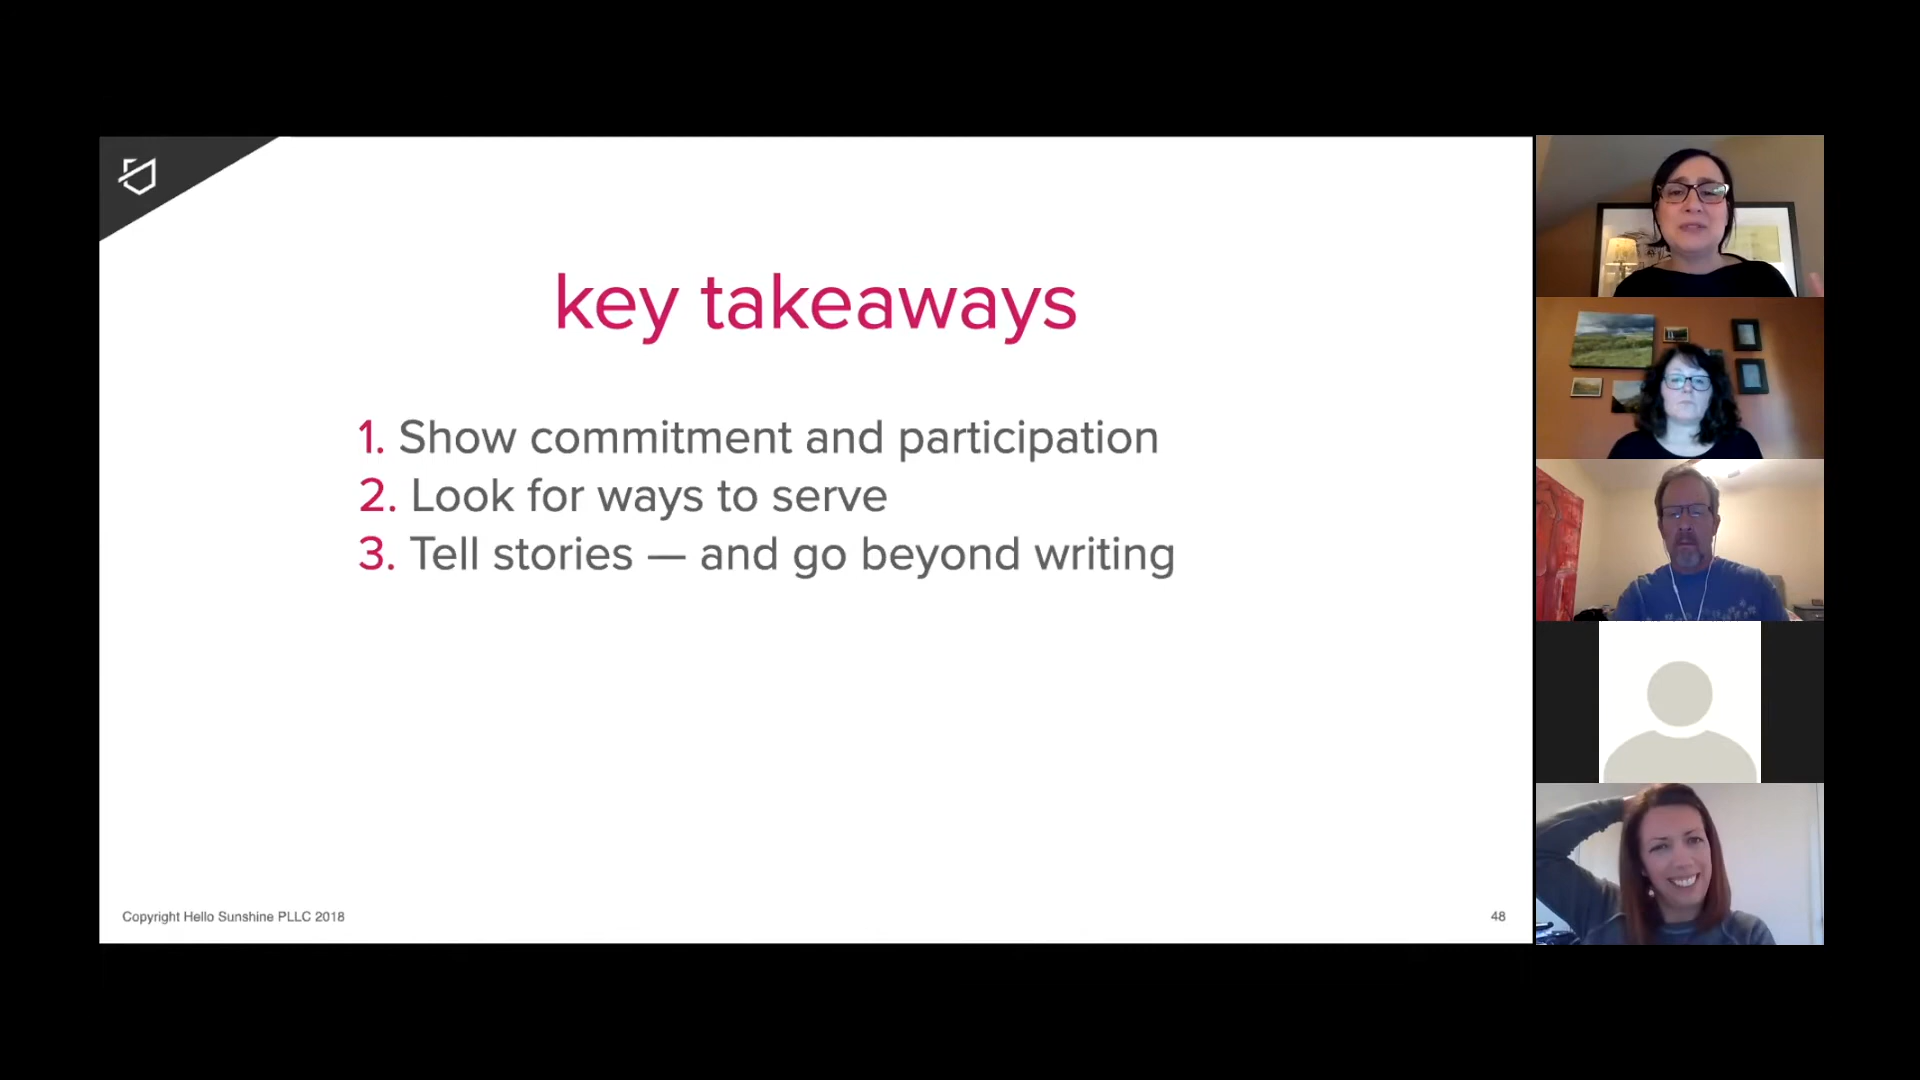 key takeaways
1. Show commitment and participation
2. Look for ways to serve
3. Tell stories — and go beyond writing
Copyright Hello Sunshine PLLC 2018
48